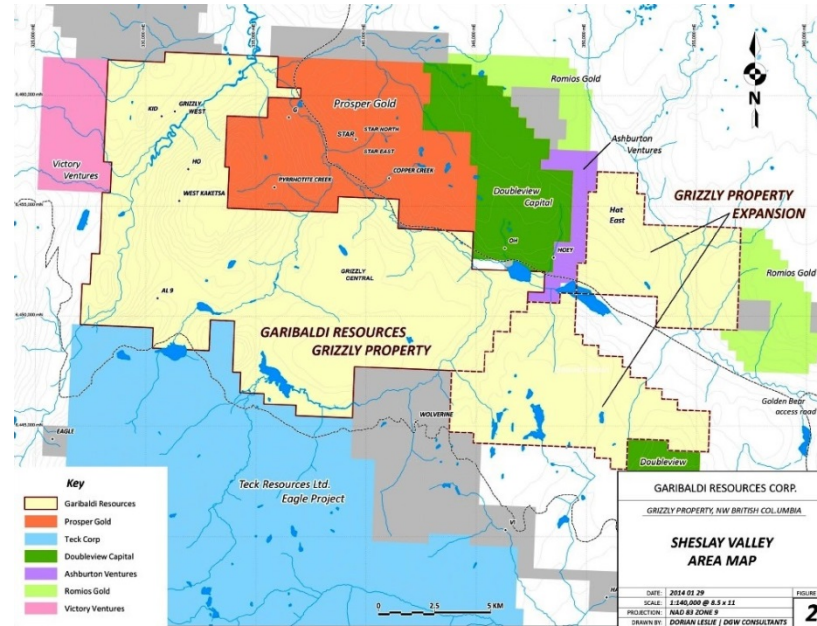 Romios Gold
Prosper Gold
N
KID
GRIZZLY
WEST
G
STAR
STAR NORTH
STAR EAST
Ashburton
Ventures
Victory
Ventures
HO
WEST KAKETSA
PYRRHOTITE CREEK
COPPER CREEK
Doubleview
Capital
GRIZZLY PROPERTY
EXPANSION
Hat
East
OH
HOEY
Romios Gold
GRIZZLY
CENTRAL
AL 9
GARIBALDI RESOURCES
GRIZZLY PROPERTY
Golden Bear
access road
EAGLE
WOLVERINE
Doubleview
Teck Resources Ltd.
Eagle Project
Key
Garibaldi Resources
Prosper Gold
Teck Corp
Doubleview Capital
Ashburton Ventures
Romios Gold
Victory Ventures
0 2.5 5 KM
GARIBALDI RESOURCES CORP.
GRIZZLY PROPERTY, NW BRITISH COLUMBIA
SHESLAY VALLEY
AREA MAP
DATE: 2014 01 29
SCALE: 1:140,000 @ 8.5 x 11
PROJECTION: NAD 83 ZONE 9
DRAWN BY: DORIAN LESLIE | DGW CONSULTANTS
FIGURE
2